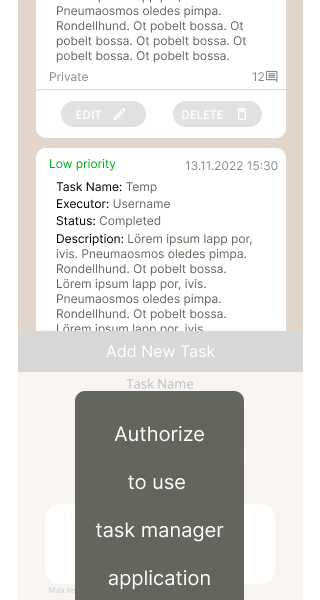 Pneumaosmos oledes pimpa.
Rondellhund. Ot pobelt bossa. Ot
pobelt bossa. Ot pobelt bossa. Ot
pobelt bossa. Ot pobelt bossa.
Private 12
EDIT DELETE
Low priority 13.11.2022 15:30
Task Name: Temp
Executor: Username
Status: Completed
Description: Lörem ipsum lapp por,
ivis. Pneumaosmos oledes pimpa.
Rondellhund. Ot pobelt bossa.
Lörem ipsum lapp por, ivis.
Pneumaosmos oledes pimpa.
Rondellhund. Ot pobelt bossa.
Lörem ipsum lapp por, ivis.
Add New Task
Task Name
Authorize
to use
task manager
application